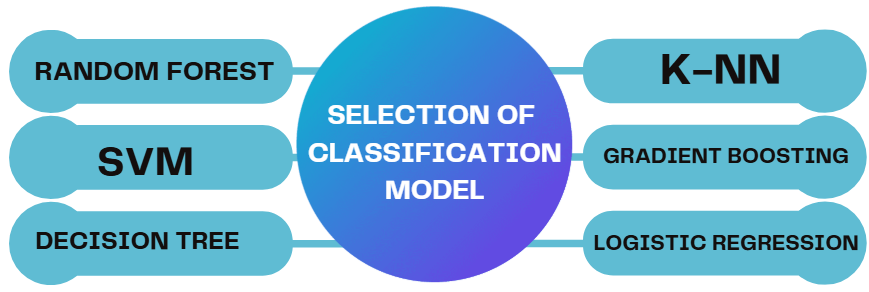 RANDOM FOREST
SVM
DECISION TREE
SELECTION OF
CLASSIFICATION
MODEL
K-NN
GRADIENT BOOSTING
LOGISTIC REGRESSION